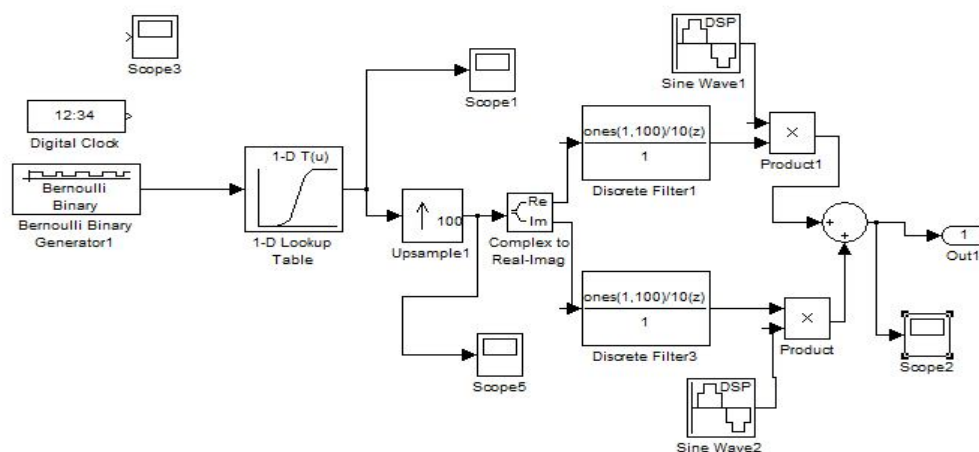 Scope3
12:34
Digital Clock
Bernoulli
Binary
Bernoulli Binary
Generator1
1-D T(u)
1-D Lookup
Table
Scope1
100
Upsample1
Scope5
Re
Im
Complex to
Real-Imag
DSP
Sine Wave1
ones(1,100)/10(z)
1
Discrete Filter1
×
Product1
ones(1,100)/10(z)
1
Discrete Filter3
×
Product
DSP
Sine Wave2
+
+
1
Out1
Scope2